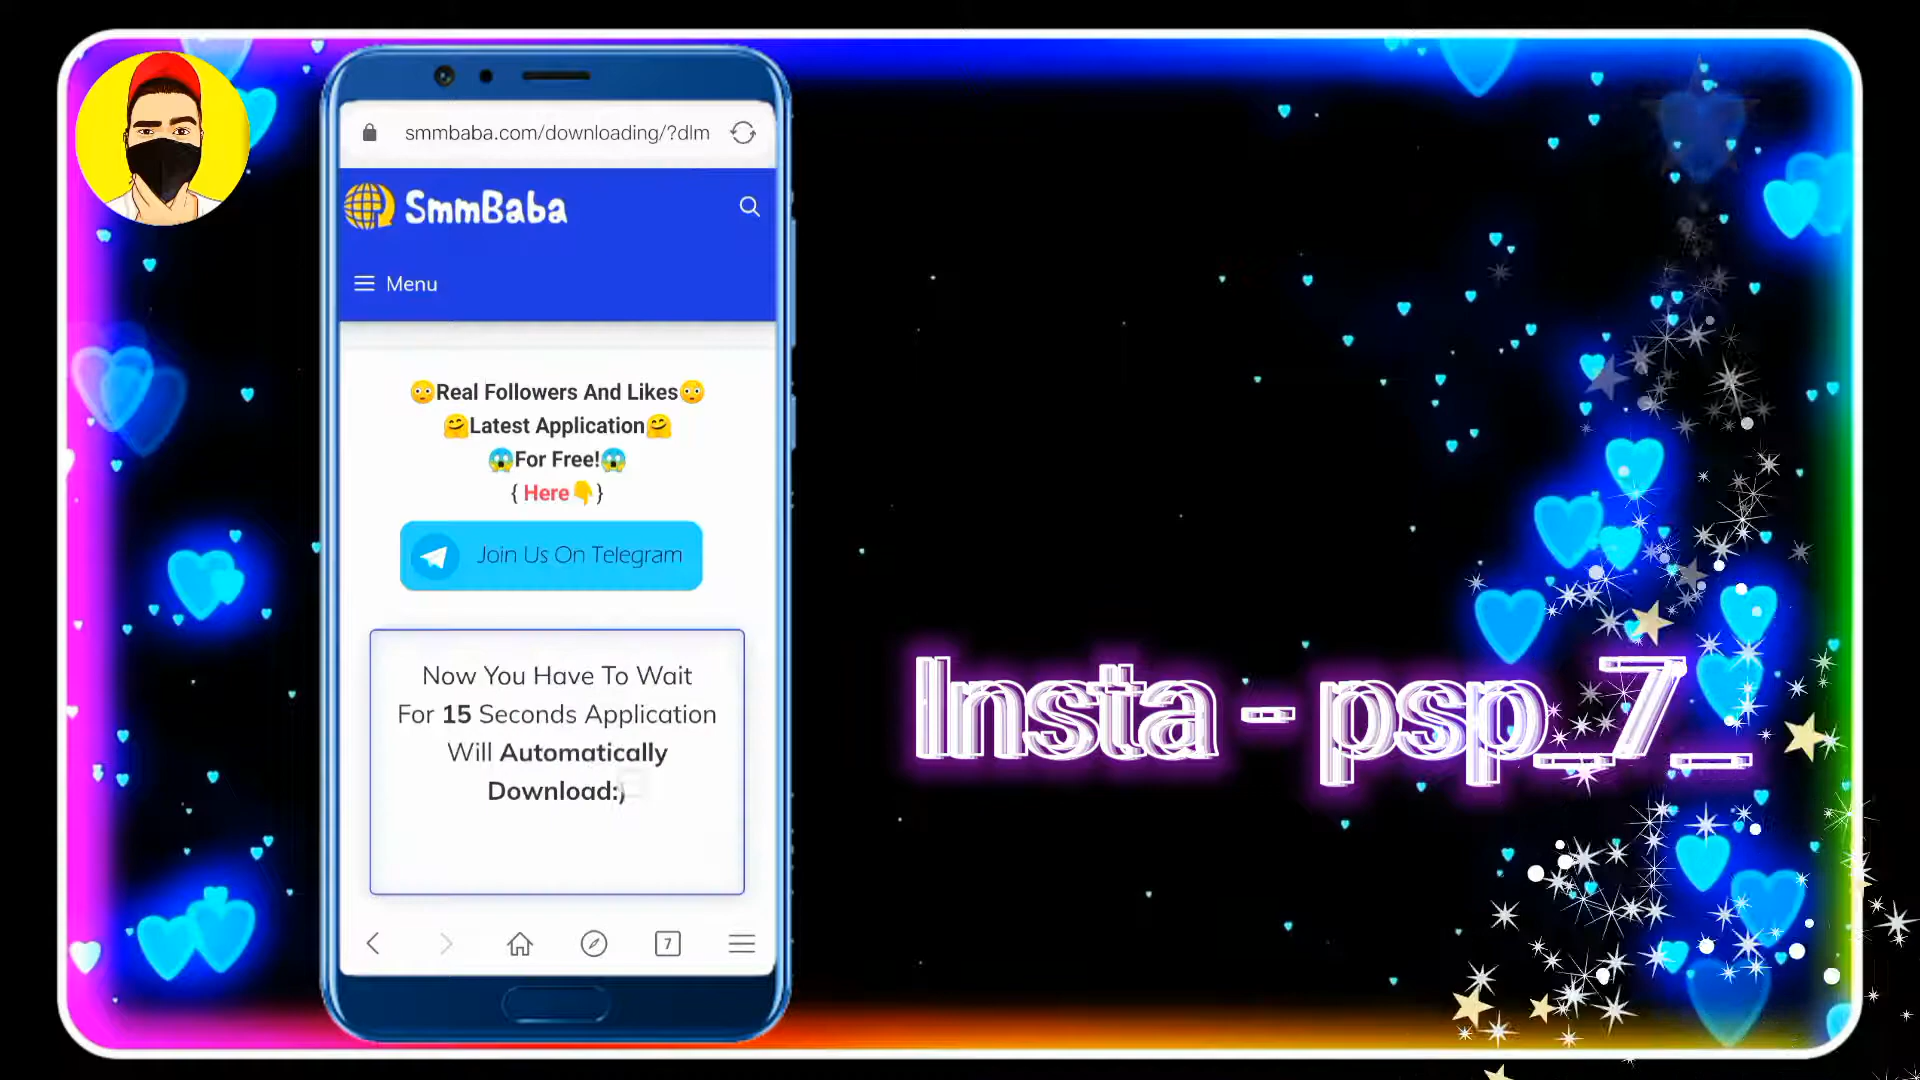 smmbaba.com/downloading/?dlm
SmmBaba
Menu
😳Real Followers And Likes😳
🤗Latest Application🤗
😱For Free!😱
{ Here👇}
Join Us On Telegram
Now You Have To Wait
For 15 Seconds Application
Will Automatically
Download:)
7
Insta - psp_7_